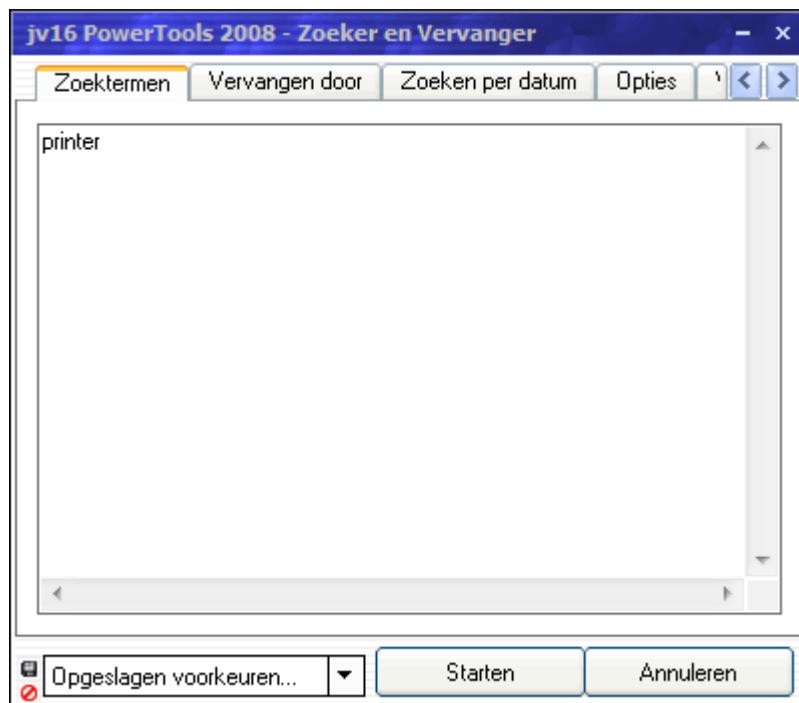 jv16 PowerTools 2008 - Zoeker en Vervanger
Zoektermen Vervangen door Zoeken per datum Opties
printer
Opgeslagen voorkeuren... Starten Annuleren